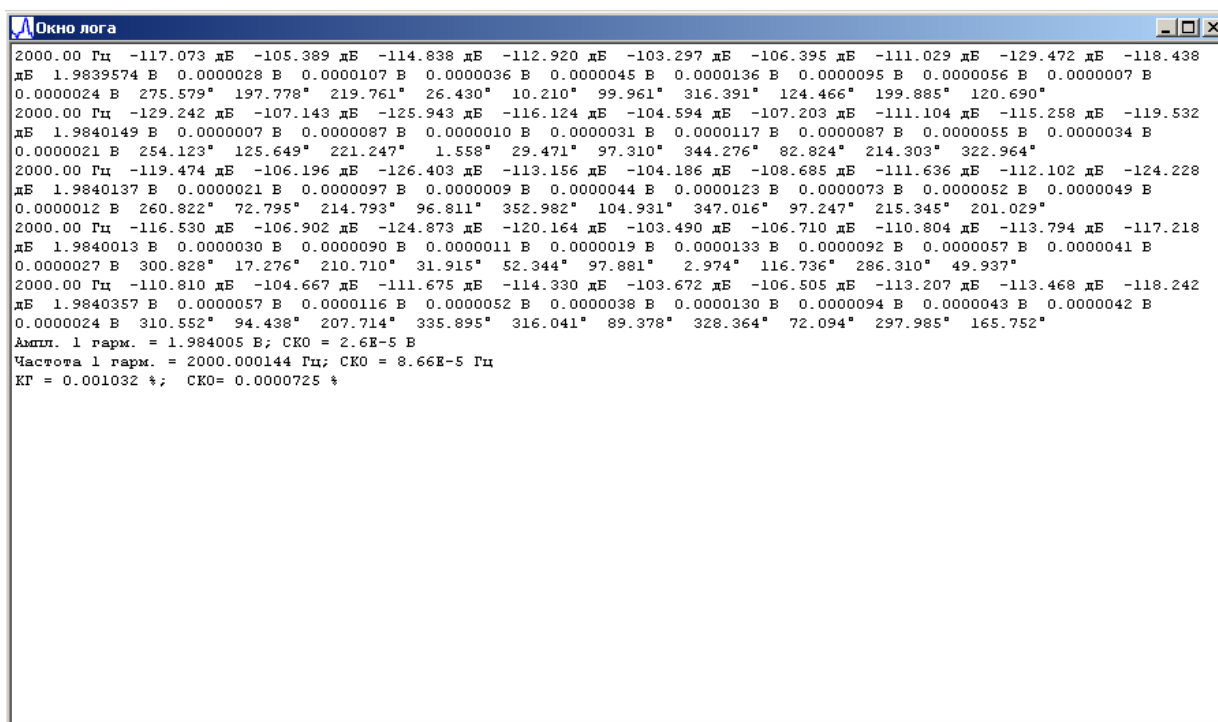 Окно лога
2000.00 Гц -117.073 дБ -105.389 дБ -114.838 дБ -112.920 дБ -103.297 дБ -106.395 дБ -111.029 дБ -129.472 дБ -118.438
дБ 1.9839574 В 0.0000028 В 0.0000107 В 0.0000036 В 0.0000045 В 0.0000136 В 0.0000095 В 0.0000056 В 0.0000007 В
0.0000024 В 275.579° 197.778° 219.761° 26.430° 10.210° 99.961° 316.391° 124.466° 199.885° 120.690°
2000.00 Гц -129.242 дБ -107.143 дБ -125.943 дБ -116.124 дБ -104.594 дБ -107.203 дБ -111.104 дБ -115.258 дБ -119.532
дБ 1.9840149 В 0.0000007 В 0.0000087 В 0.0000010 В 0.0000031 В 0.0000117 В 0.0000087 В 0.0000055 В 0.0000034 В
0.0000021 В 254.123° 125.649° 221.247° 1.558° 29.471° 97.310° 344.276° 82.824° 214.303° 322.964°
2000.00 Гц -119.474 дБ -106.196 дБ -126.403 дБ -113.156 дБ -104.186 дБ -108.685 дБ -111.636 дБ -112.102 дБ -124.228
дБ 1.9840137 В 0.0000021 В 0.0000097 В 0.0000009 В 0.0000044 В 0.0000123 В 0.0000073 В 0.0000052 В 0.0000049 В
0.0000012 В 260.822° 72.795° 214.793° 96.811° 352.982° 104.931° 347.016° 97.247° 215.345° 201.029°
2000.00 Гц -116.530 дБ -106.902 дБ -124.873 дБ -120.164 дБ -103.490 дБ -106.710 дБ -110.804 дБ -113.794 дБ -117.218
дБ 1.9840013 В 0.0000030 В 0.0000090 В 0.0000011 В 0.0000019 В 0.0000133 В 0.0000092 В 0.0000057 В 0.0000041 В
0.0000027 В 300.828° 17.276° 210.710° 31.915° 52.344° 97.881° 2.974° 116.736° 286.310° 49.937°
2000.00 Гц -110.810 дБ -104.667 дБ -111.675 дБ -114.330 дБ -103.672 дБ -106.505 дБ -113.207 дБ -113.468 дБ -118.242
дБ 1.9840357 В 0.0000057 В 0.0000116 В 0.0000052 В 0.0000038 В 0.0000130 В 0.0000094 В 0.0000043 В 0.0000042 В
0.0000024 В 310.552° 94.438° 207.714° 335.895° 316.041° 89.378° 328.364° 72.094° 297.985° 165.752°
Ампл. 1 гарм. = 1.984005 В; СКО = 2.6E-5 В
Частота 1 гарм. = 2000.000144 Гц; СКО = 8.66E-5 Гц
КГ = 0.001032 %; СКО= 0.0000725 %